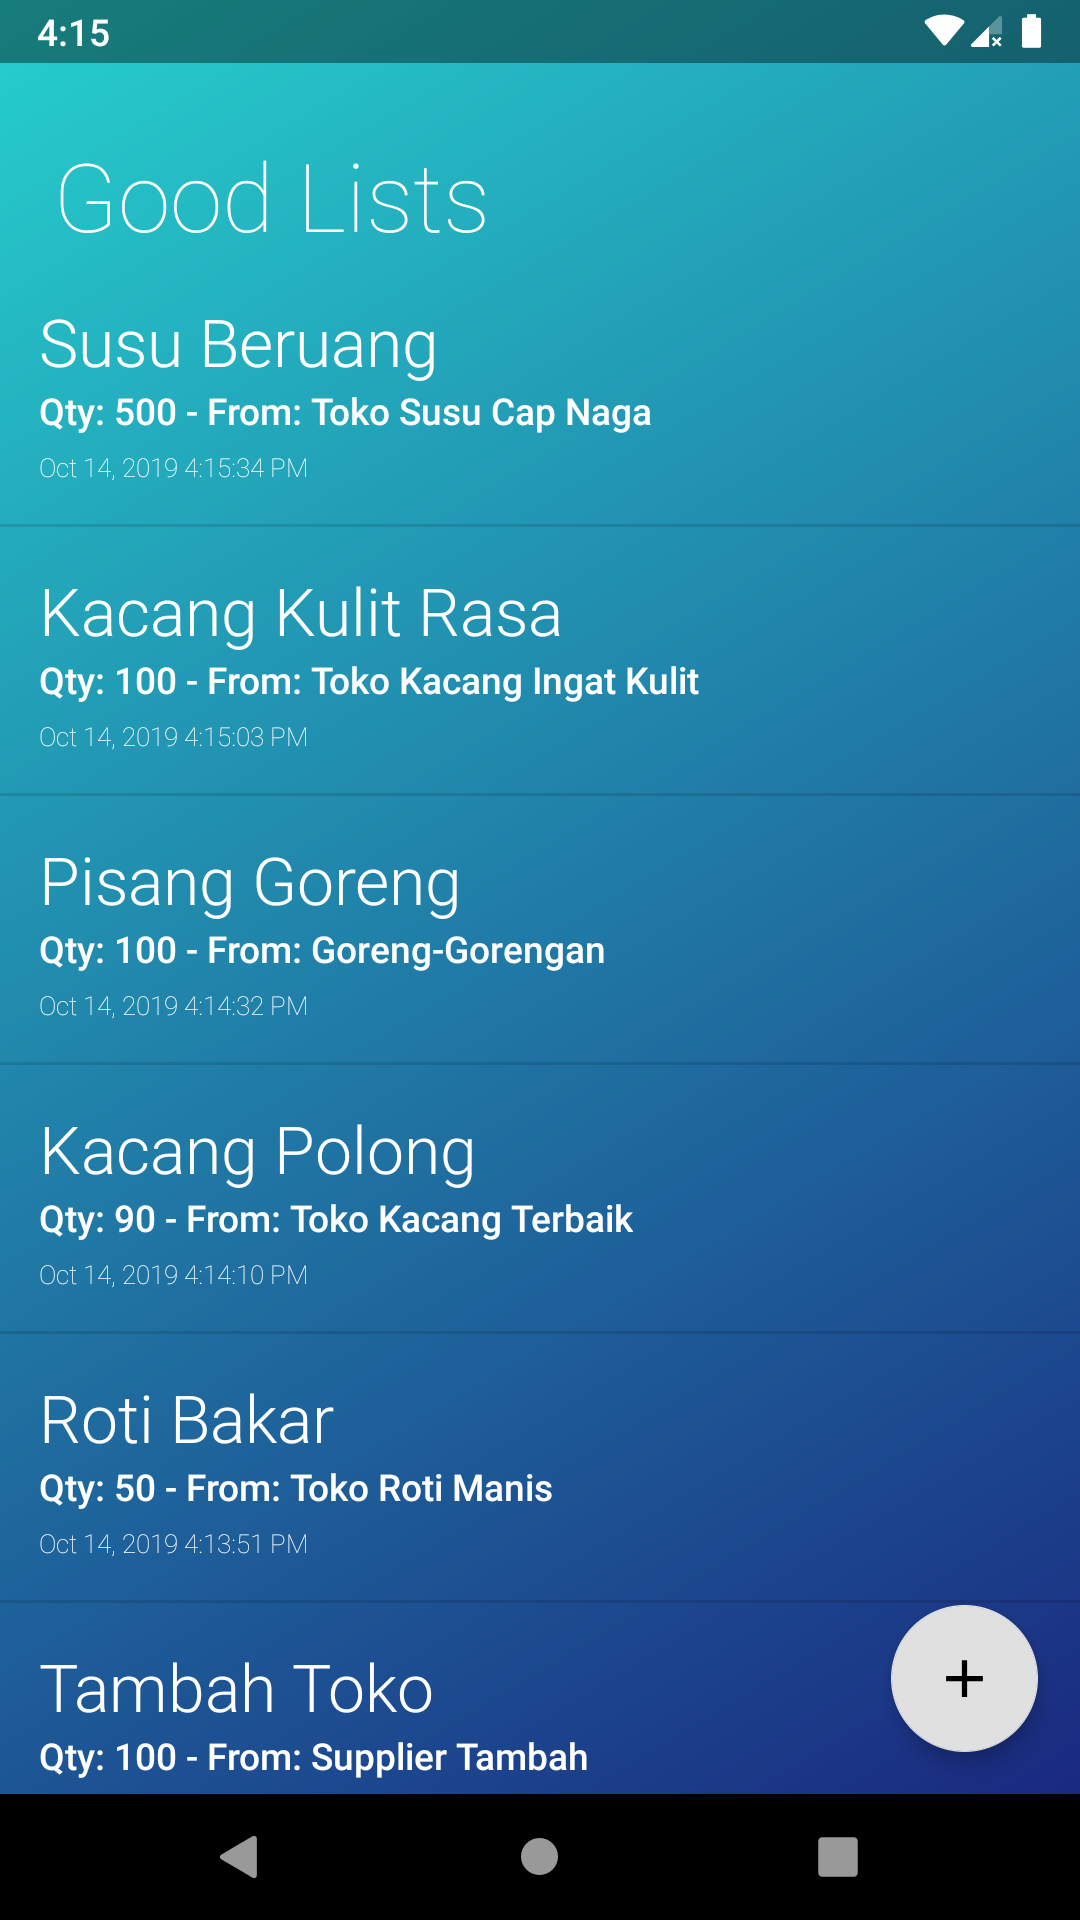 4:15
Good Lists
Susu Beruang
Qty: 500 - From: Toko Susu Cap Naga
Oct 14, 2019 4:15:34 PM
Kacang Kulit Rasa
Qty: 100 - From: Toko Kacang Ingat Kulit
Oct 14, 2019 4:15:03 PM
Pisang Goreng
Qty: 100 - From: Goreng-Gorengan
Oct 14, 2019 4:14:32 PM
Kacang Polong
Qty: 90 - From: Toko Kacang Terbaik
Oct 14, 2019 4:14:10 PM
Roti Bakar
Qty: 50 - From: Toko Roti Manis
Oct 14, 2019 4:13:51 PM
Tambah Toko
Qty: 100 - From: Supplier Tambah